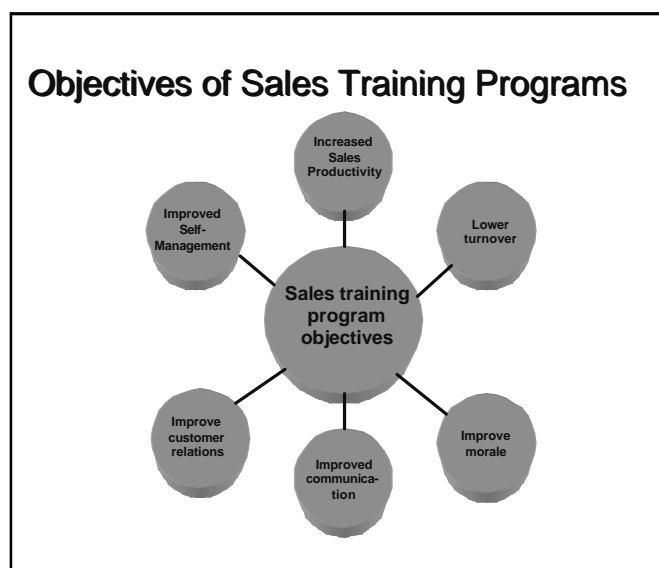 Objectives of Sales Training Programs
Increased
Sales
Productivity
Improved
Self-
Management
Lower
turnover
Sales training
program
objectives
Improve
customer
relations
Improved
communica-
tion
Improve
morale